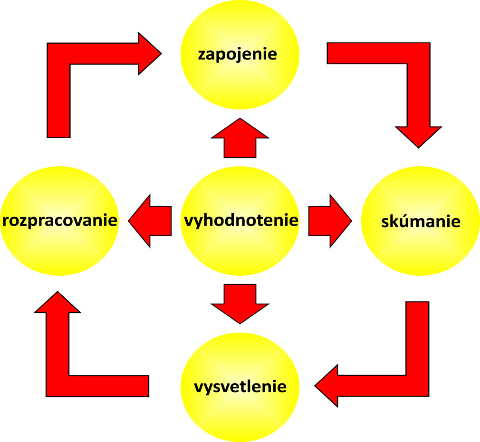 zapojenie
rozpracovanie
vyhodnotenie
skúmanie
vysvetlenie